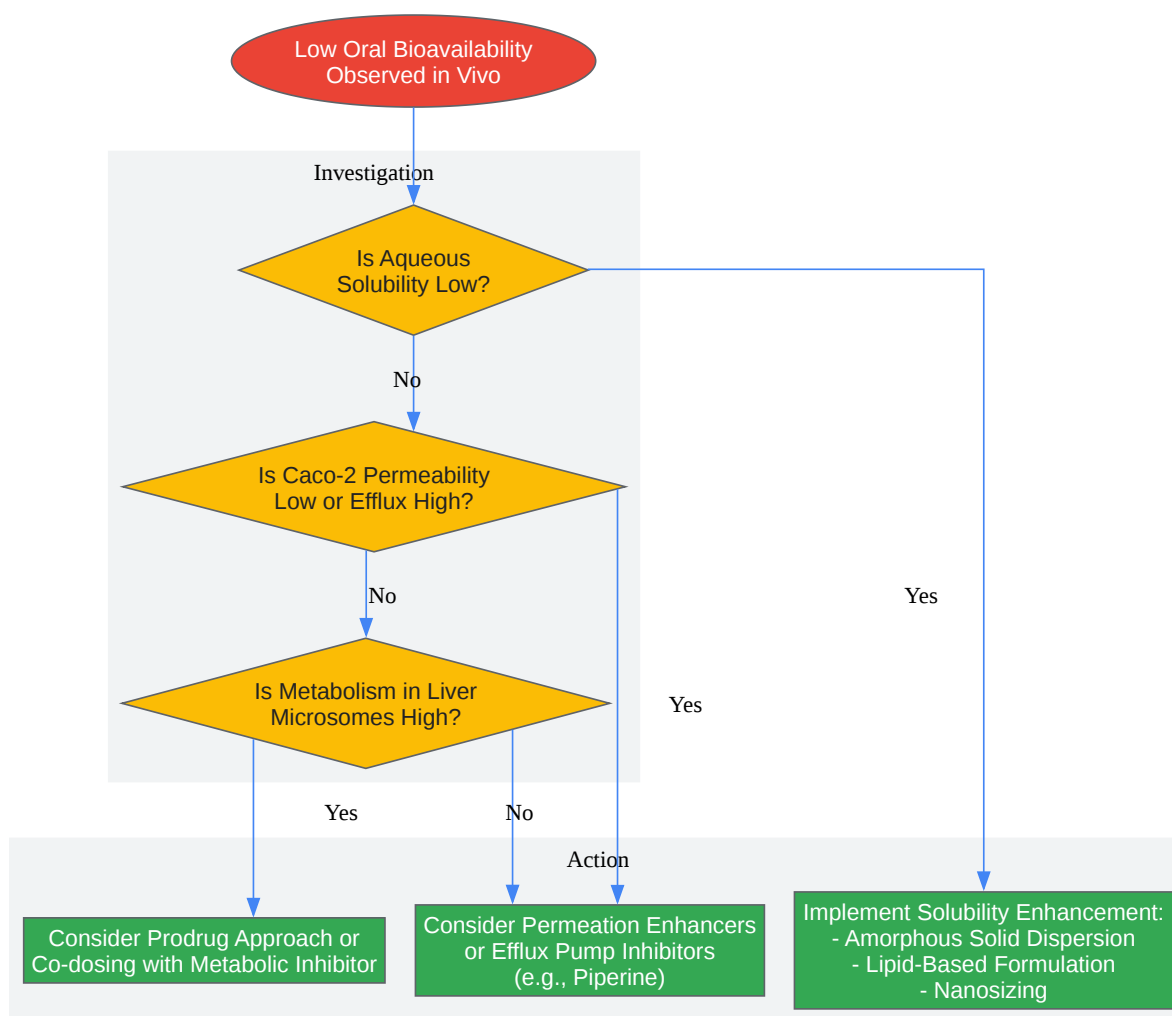 Low Oral Bioavailability
Observed in Vivo
Investigation
Is Aqueous
Solubility Low?
No
Is Caco-2 Permeability
Low or Efflux High?
No
Yes
Is Metabolism in Liver
Microsomes High?
Yes
Yes
No
Action
Consider Prodrug Approach or
Co-dosing with Metabolic Inhibitor
Consider Permeation Enhancers
or Efflux Pump Inhibitors
(e.g., Piperine)
Implement Solubility Enhancement:
- Amorphous Solid Dispersion
- Lipid-Based Formulation
- Nanosizing